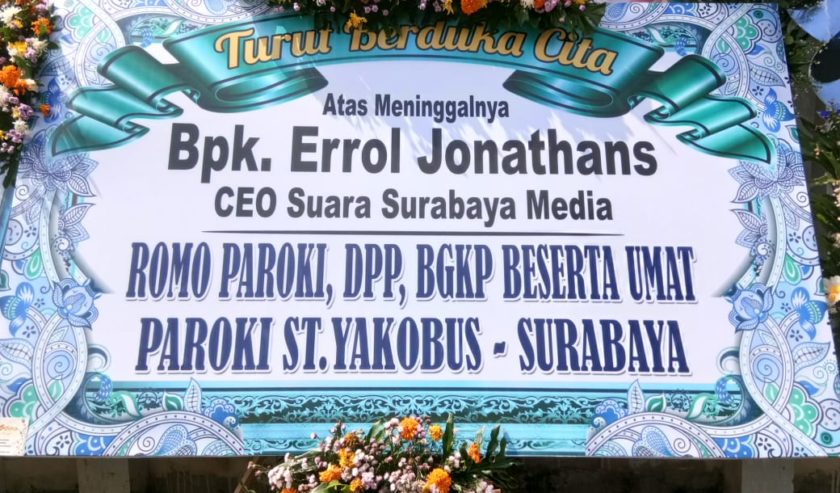 Turut Berduka Cita
Atas Meninggalnya
Bpk. Errol Jonathans
CEO Suara Surabaya Media
ROMO PAROKI, DPP, BGKP BESERTA UMAT
PAROKI ST. YAKOBUS - SURABAYA